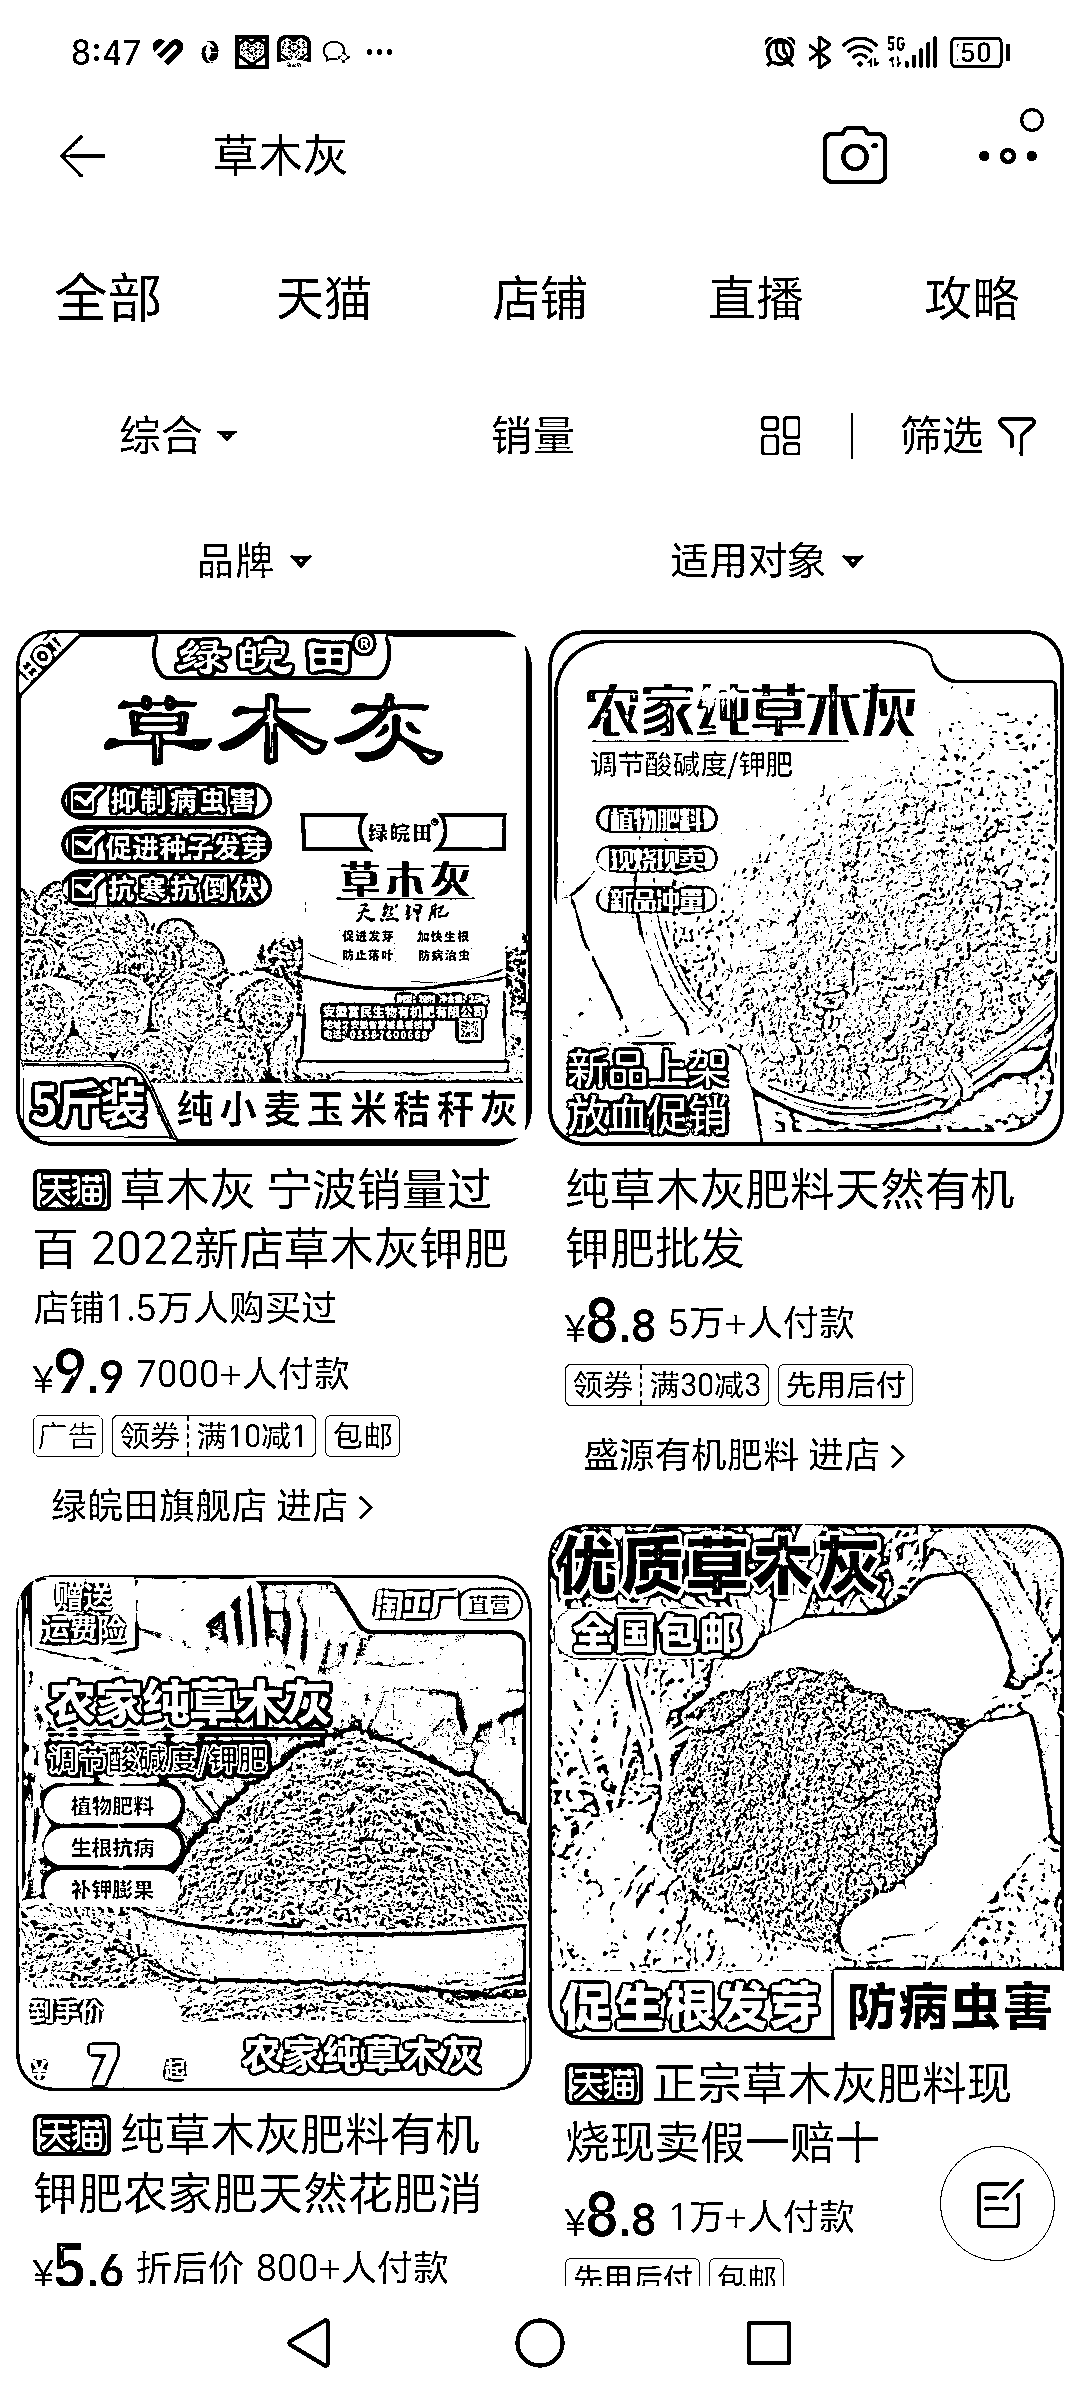 8:47
5G
50
草木灰
全部 天猫 店铺 直播 攻略
综合 销量 筛选
品牌 适用对象
HOT
绿皖田®
草木灰
抑制病虫害
促进种子发芽
抗寒抗倒伏
绿皖田
草木灰
天然钾肥
促进发芽 加快生根
防止落叶 防病治虫
5斤装 纯小麦玉米秸秆灰
天猫 草木灰 宁波销量过
百 2022新店草木灰钾肥
店铺1.5万人购买过
¥9.9 7000+人付款
广告 领券 满10减1 包邮
绿皖田旗舰店 进店
农家纯草木灰
调节酸碱度/钾肥
植物肥料
现烧现卖
新品冲量
新品上架
放血促销
纯草木灰肥料天然有机
钾肥批发
¥8.8 5万+人付款
领券 满30减3 先用后付
盛源有机肥料 进店
赠送
运费险
淘工厂 直营
农家纯草木灰
调节酸碱度/钾肥
植物肥料
生根抗病
补钾膨果
到手价
¥ 7 起
农家纯草木灰
天猫 纯草木灰肥料有机
钾肥农家肥天然花肥消
¥5.6 折后价 800+人付款
优质草木灰
全国包邮
促生根发芽 防病虫害
天猫 正宗草木灰肥料现
烧现卖假一赔十
¥8.8 1万+人付款
先用后付 包邮